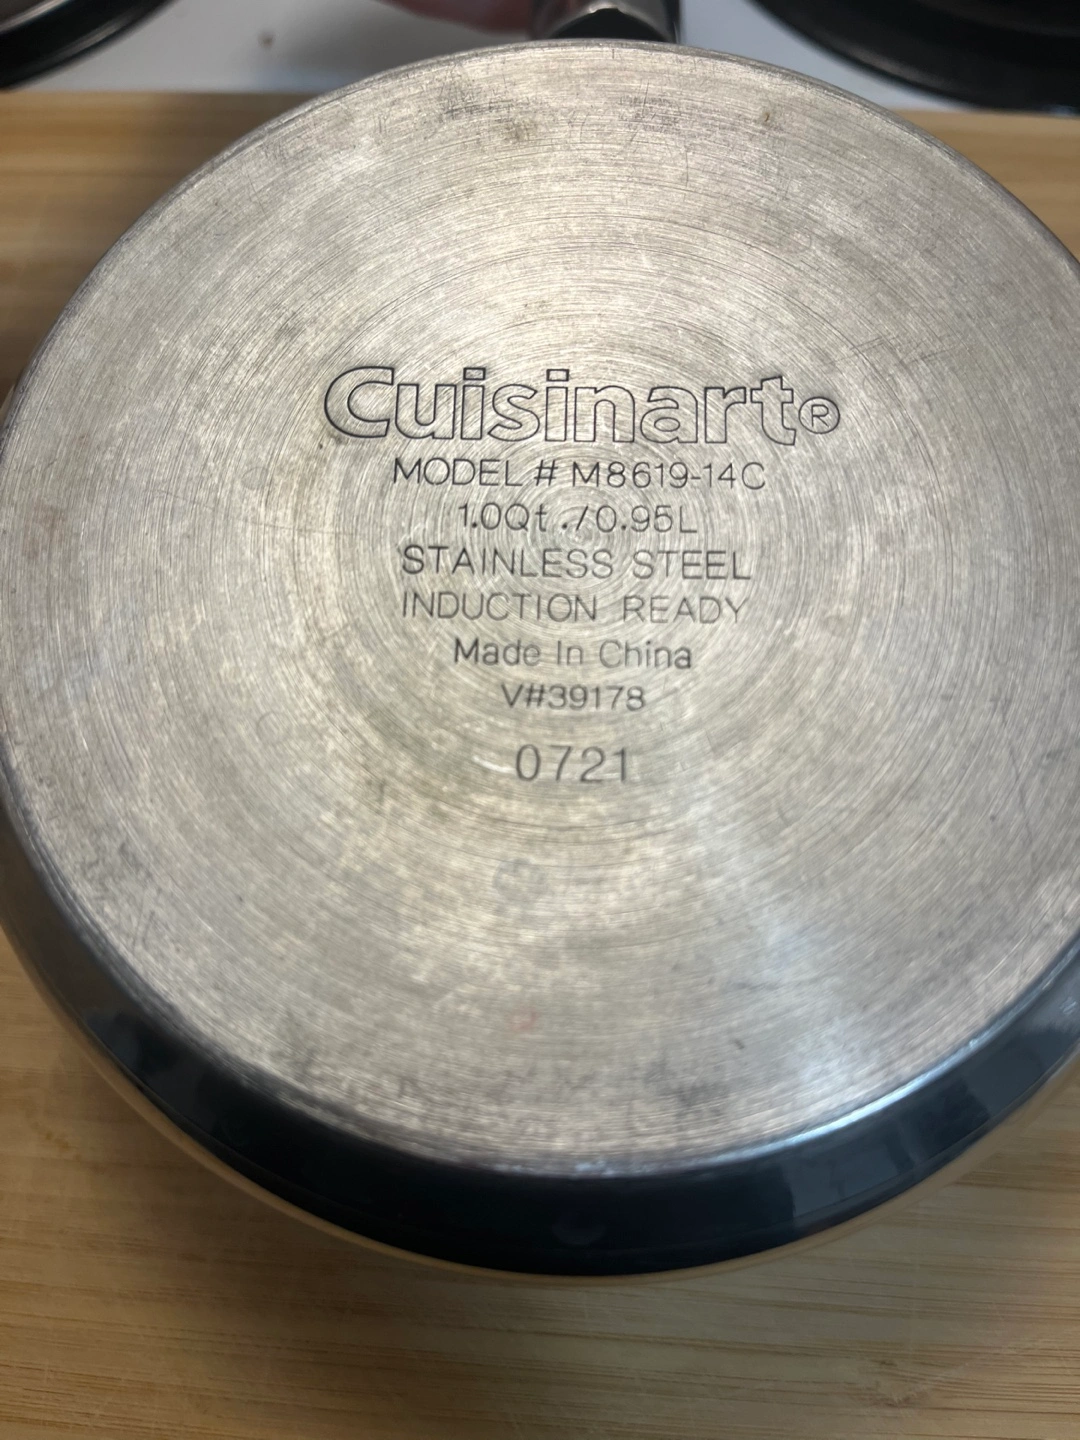 Cuisinart®
MODEL # M8619-14C
1.0Qt./0.95L
STAINLESS STEEL
INDUCTION READY
Made In China
V#39178
0721